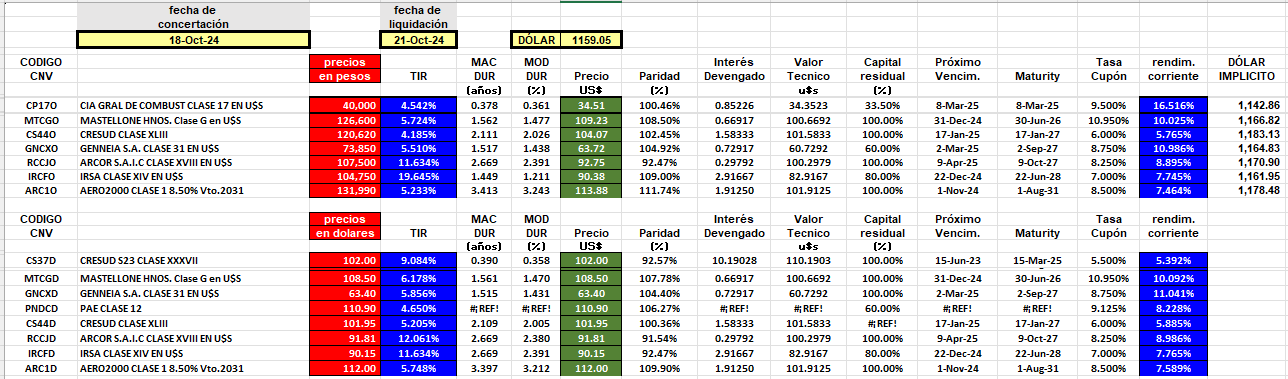 fecha de fecha de
concertación liquidación
18-Oct-24 21-Oct-24 DÓLAR 1159.05
CODIGO precios MAC MOD Interés Valor Capital Próximo Tasa rendim. DÓLAR
CNV en pesos TIR DUR DUR Precio Paridad Devengado Tecnico residual Vencim. Maturity Cupón corriente IMPLICITO
(años) (%) US$ (%) u$s (%)
CP17O CIA GRAL DE COMBUST CLASE 17 EN U$S 40,000 4.542% 0.378 0.361 34.51 100.46% 0.85226 34.3523 33.50% 8-Mar-25 8-Mar-25 9.500% 16.516% 1,142.86
MTCGO MASTELLONE HNOS. Clase G en U$S 126,600 5.724% 1.562 1.477 109.23 108.50% 0.66917 100.6692 100.00% 31-Dec-24 30-Jun-26 10.950% 10.025% 1,166.82
CS44O CRESUD CLASE XLIII 120,620 4.185% 2.111 2.026 104.07 102.45% 1.58333 101.5833 100.00% 17-Jan-25 17-Jan-27 6.000% 5.765% 1,183.13
GNCXO GENNEIA S.A. CLASE 31 EN U$S 73,850 5.510% 1.517 1.438 63.72 104.92% 0.72917 60.7292 60.00% 2-Mar-25 2-Sep-27 8.750% 10.986% 1,164.83
RCCJO ARCOR S.A.I.C CLASE XVIII EN U$S 107,500 11.634% 2.669 2.391 92.75 92.47% 0.29792 100.2979 100.00% 9-Apr-25 9-Oct-27 8.250% 8.895% 1,170.90
IRCFO IRSA CLASE XIV EN U$S 104,750 19.645% 1.449 1.211 90.38 109.00% 2.91667 82.9167 80.00% 22-Dec-24 22-Jun-28 7.000% 7.745% 1,161.95
ARC1O AERO2000 CLASE 1 8.50% Vto.2031 131,990 5.233% 3.413 3.243 113.88 111.74% 1.91250 101.9125 100.00% 1-Nov-24 1-Aug-31 8.500% 7.464% 1,178.48
CODIGO precios MAC MOD Interés Valor Capital Próximo Tasa rendim.
CNV en dolares TIR DUR DUR Precio Paridad Devengado Tecnico residual Vencim. Maturity Cupón corriente
(años) (%) US$ (%) u$s (%)
CS37D CRESUD S23 CLASE XXXVII 102.00 9.084% 0.390 0.358 102.00 92.57% 10.19028 110.1903 100.00% 15-Jun-23 15-Mar-25 5.500% 5.392%
MTCGD MASTELLONE HNOS. Clase G en U$S 108.50 6.178% 1.561 1.470 108.50 107.78% 0.66917 100.6692 100.00% 31-Dec-24 30-Jun-26 10.950% 10.092%
GNCXD GENNEIA S.A. CLASE 31 EN U$S 63.40 5.856% 1.515 1.431 63.40 104.40% 0.72917 60.7292 100.00% 2-Mar-25 2-Sep-27 8.750% 11.041%
PNDCD PAE CLASE 12 110.90 4.650% #¡REF! #¡REF! 110.90 106.27% #¡REF! #¡REF! 60.00% #¡REF! #¡REF! 9.125% 8.228%
CS44D CRESUD CLASE XLIII 101.95 5.205% 2.109 2.005 101.95 100.36% 1.58333 101.5833 #¡REF! 17-Jan-25 17-Jan-27 6.000% 5.885%
RCCJD ARCOR S.A.I.C CLASE XVIII EN U$S 91.81 12.061% 2.669 2.380 91.81 91.54% 0.29792 100.2979 100.00% 9-Apr-25 9-Oct-27 8.250% 8.986%
IRCFD IRSA CLASE XIV EN U$S 90.15 11.634% 2.669 2.391 90.15 92.47% 2.91667 82.9167 80.00% 22-Dec-24 22-Jun-28 7.000% 7.765%
ARC1D AERO2000 CLASE 1 8.50% Vto.2031 112.00 5.748% 3.397 3.212 112.00 109.90% 1.91250 101.9125 100.00% 1-Nov-24 1-Aug-31 8.500% 7.589%